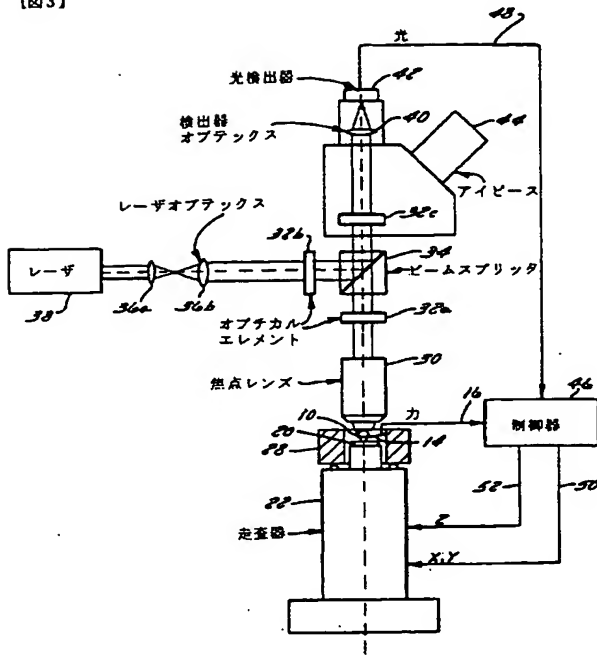 【図3】
光
48
光検出器
42
検出器
オプテックス
40
44
アイピース
レーザオプテックス
32c
32b
34
レーザ
ビームスプリッタ
38
36a
36b
オプチカル
エレメント
32a
30
焦点レンズ
46
力
16
10
制御器
20
14
28
52
50
22
Z
走査器
X,Y